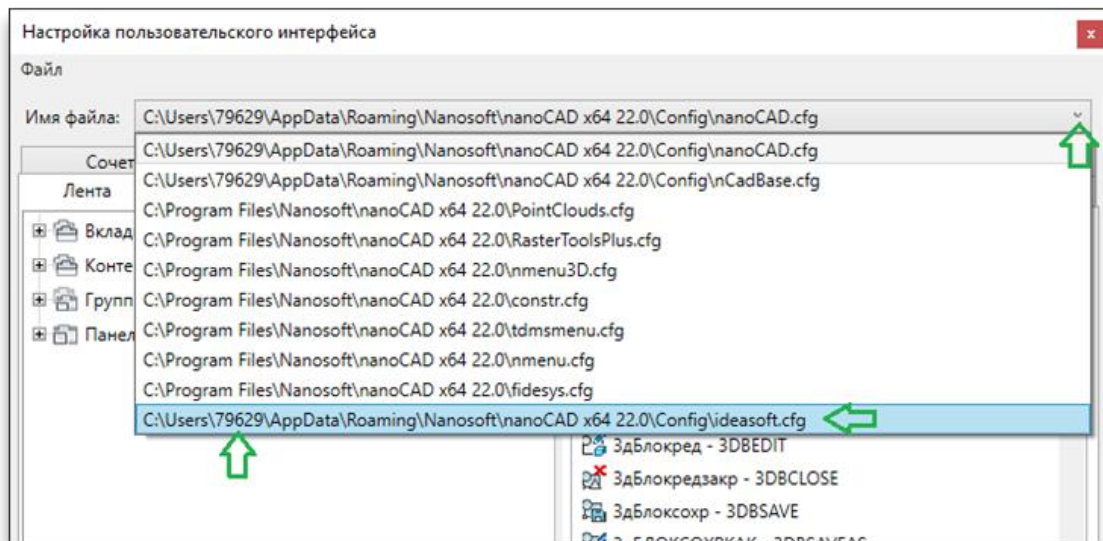 Настройка пользовательского интерфейса
x
Файл
Имя файла: C:\Users\79629\AppData\Roaming\Nanosoft\nanoCAD x64 22.0\Config\nanoCAD.cfg
Сочет
C:\Users\79629\AppData\Roaming\Nanosoft\nanoCAD x64 22.0\Config\nanoCAD.cfg
Лента
C:\Users\79629\AppData\Roaming\Nanosoft\nanoCAD x64 22.0\Config\nCadBase.cfg
C:\Program Files\Nanosoft\nanoCAD x64 22.0\PointClouds.cfg
Вклад
C:\Program Files\Nanosoft\nanoCAD x64 22.0\RasterToolsPlus.cfg
Конте
C:\Program Files\Nanosoft\nanoCAD x64 22.0\nmenu3D.cfg
Групп
C:\Program Files\Nanosoft\nanoCAD x64 22.0\constr.cfg
Панел
C:\Program Files\Nanosoft\nanoCAD x64 22.0\tdmsmenu.cfg
C:\Program Files\Nanosoft\nanoCAD x64 22.0\nmenu.cfg
C:\Program Files\Nanosoft\nanoCAD x64 22.0\fidesys.cfg
C:\Users\79629\AppData\Roaming\Nanosoft\nanoCAD x64 22.0\Config\ideasoft.cfg
3дБлокред - 3DBEDIT
3дБлокредзакр - 3DBCLOSE
3дБлоксохр - 3DBSAVE